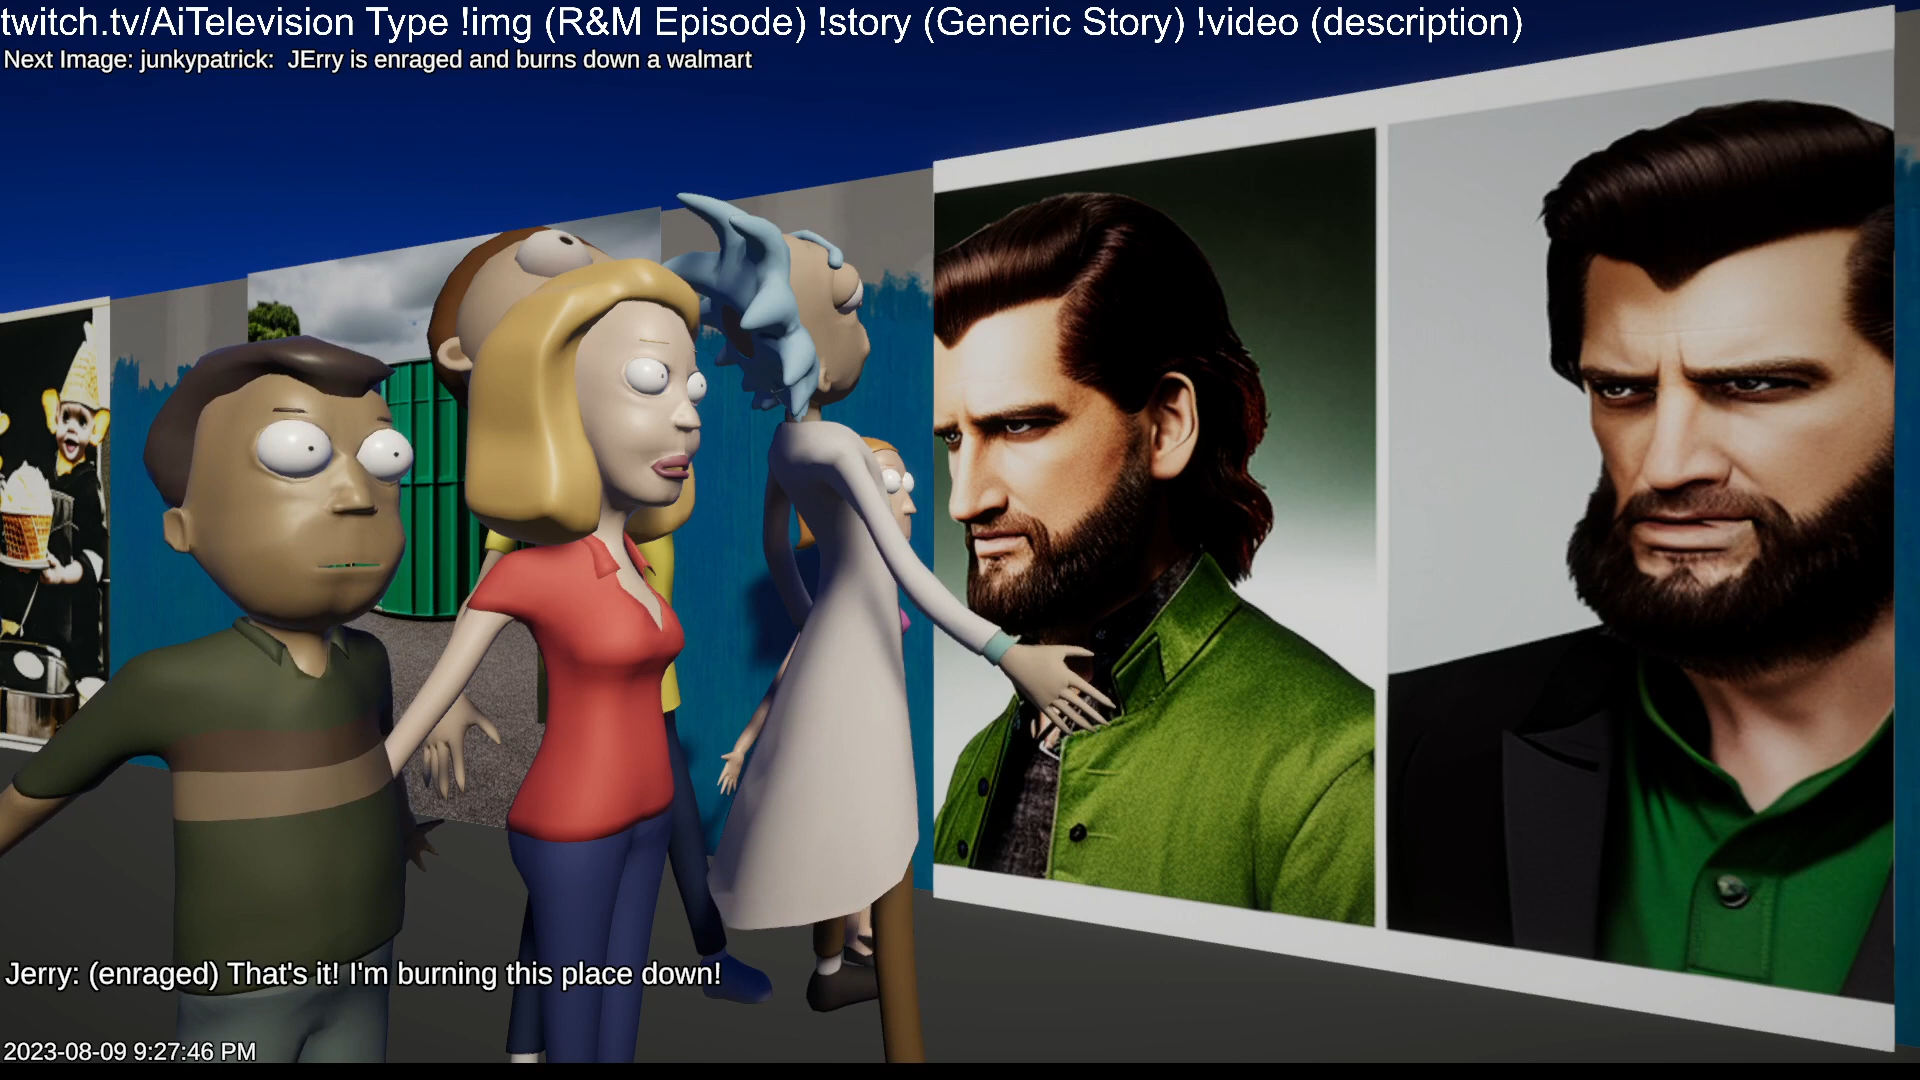 twitch.tv/AiTelevision Type !img (R&M Episode) !story (Generic Story) !video (description)
Next Image: junkypatrick:  JErry is enraged and burns down a walmart
Jerry: (enraged) That's it! I'm burning this place down!
2023-08-09 9:27:46 PM